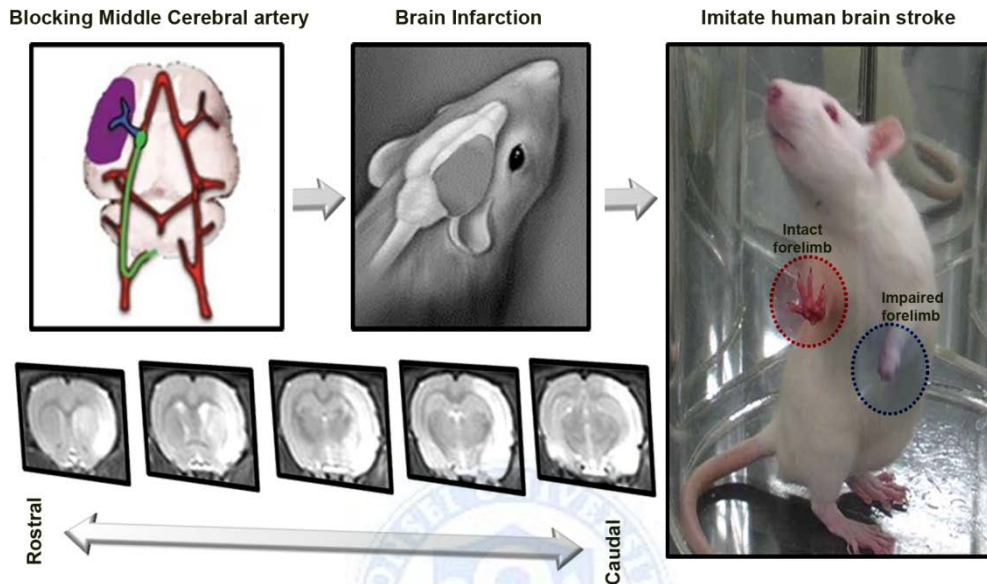 Blocking Middle Cerebral artery
Brain Infarction
Imitate human brain stroke
Intact
forelimb
Impaired
forelimb
Rostral
Caudal